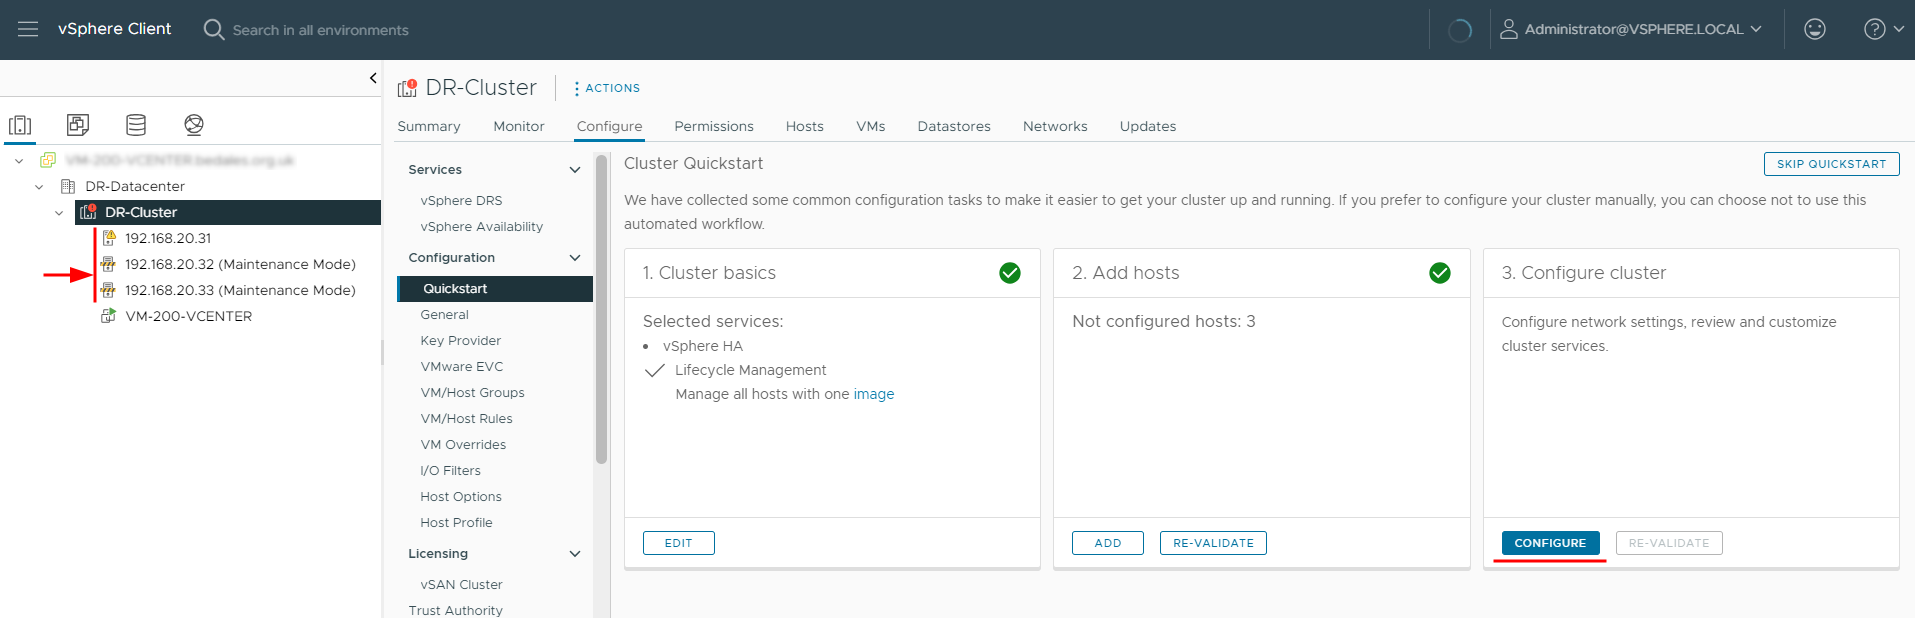 vSphere Client
Search in all environments
Administrator@VSPHERE.LOCAL
DR-Datacenter
DR-Cluster
192.168.20.31
192.168.20.32 (Maintenance Mode)
192.168.20.33 (Maintenance Mode)
VM-200-VCENTER
DR-Cluster
ACTIONS
Summary Monitor Configure Permissions Hosts VMs Datastores Networks Updates
Services
vSphere DRS
vSphere Availability
Configuration
Quickstart
General
Key Provider
VMware EVC
VM/Host Groups
VM/Host Rules
VM Overrides
I/O Filters
Host Options
Host Profile
Licensing
vSAN Cluster
Trust Authority
Cluster Quickstart
SKIP QUICKSTART
We have collected some common configuration tasks to make it easier to get your cluster up and running. If you prefer to configure your cluster manually, you can choose not to use this
automated workflow.
1. Cluster basics
Selected services:
• vSphere HA
Lifecycle Management
Manage all hosts with one image
EDIT
2. Add hosts
Not configured hosts: 3
ADD RE-VALIDATE
3. Configure cluster
Configure network settings, review and customize
cluster services.
CONFIGURE RE-VALIDATE